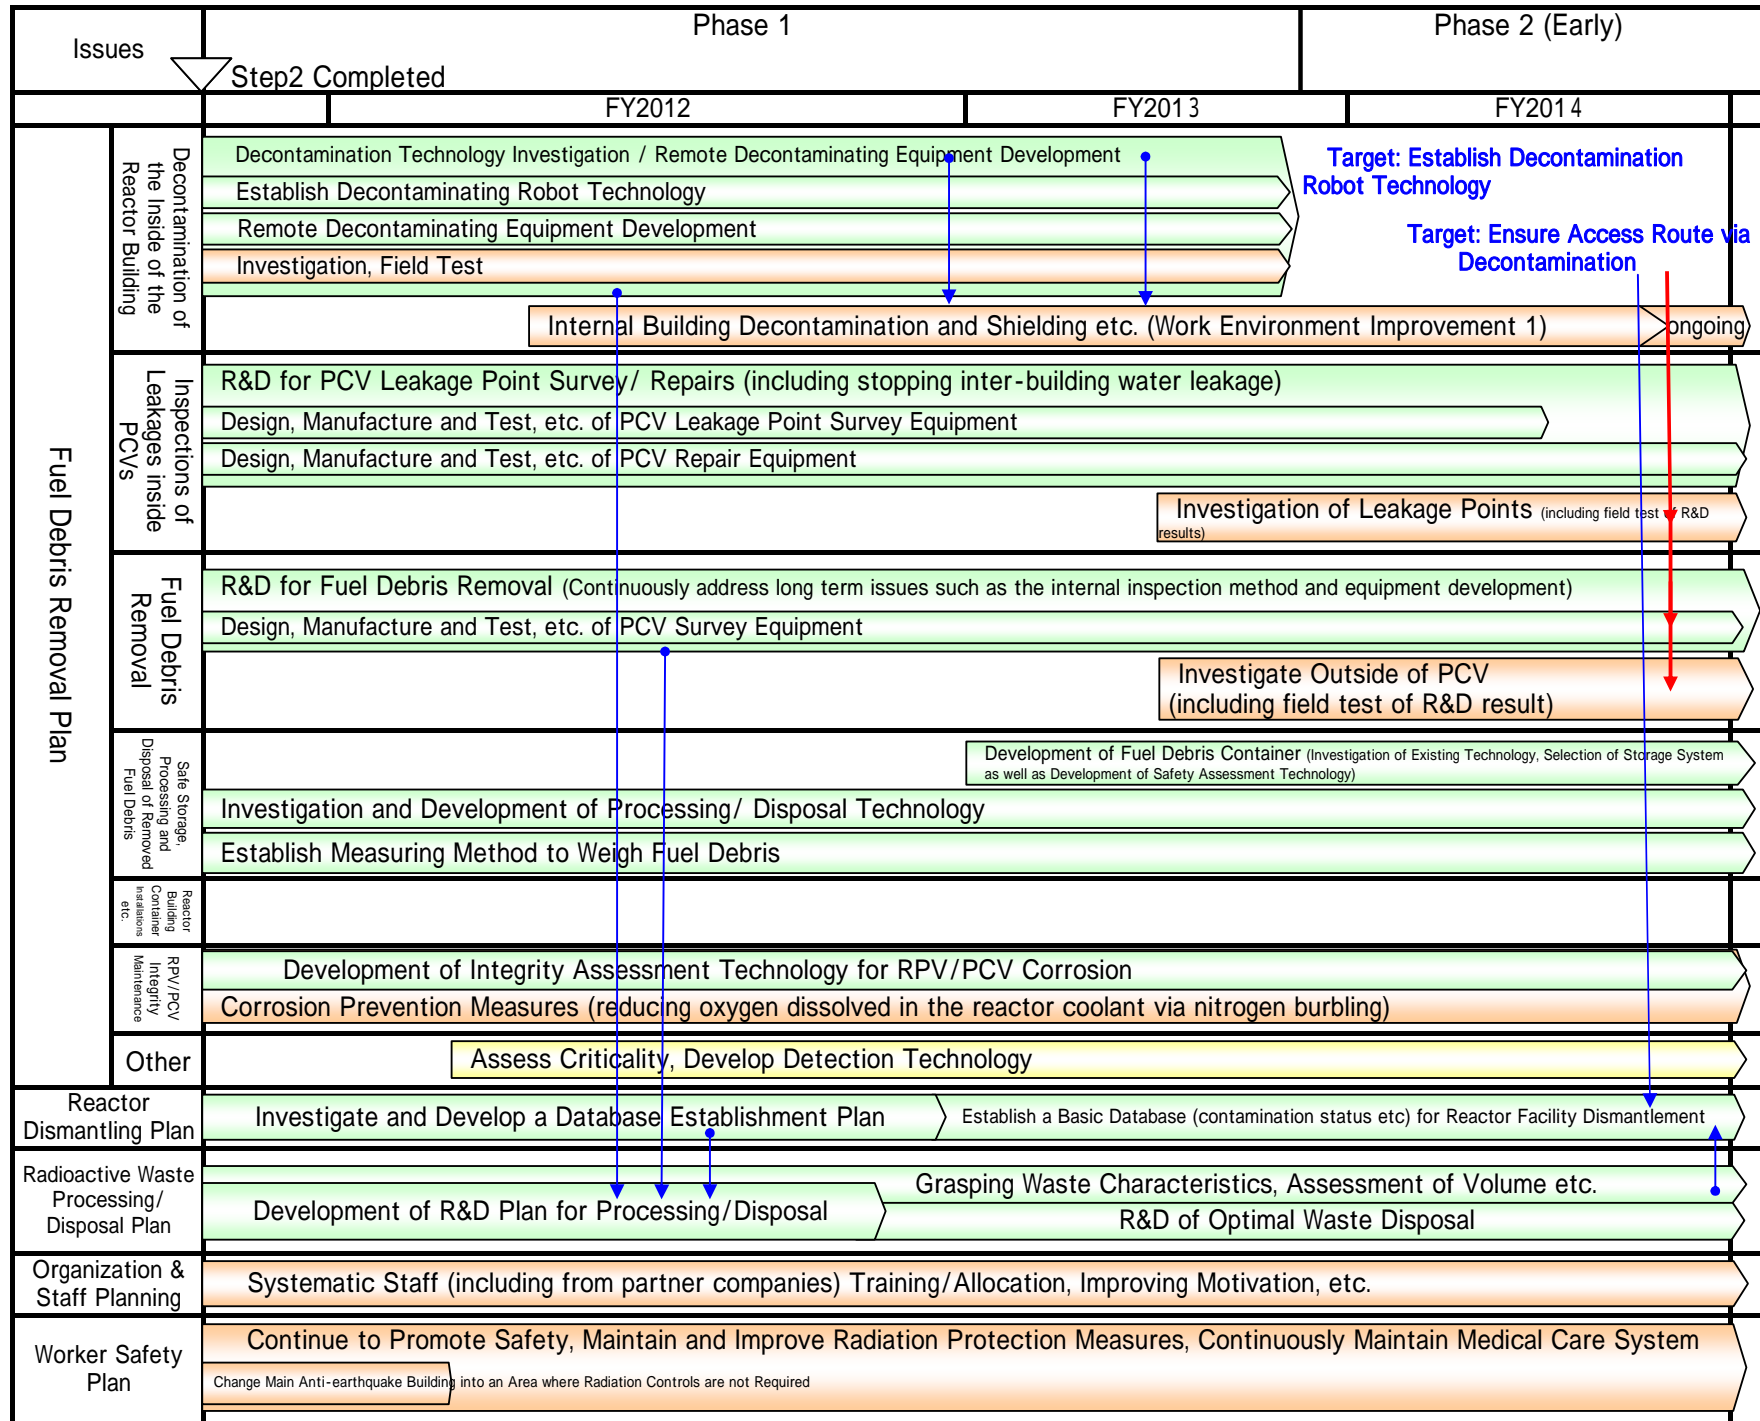 Issues
Phase 1
Phase 2 (Early)
Step2 Completed
FY2012
FY2013
FY2014
Fuel Debris Removal Plan
Decontamination of
the Inside of the
Reactor Building
Decontamination Technology Investigation / Remote Decontaminating Equipment Development
Establish Decontaminating Robot Technology
Remote Decontaminating Equipment Development
Investigation, Field Test
Target: Establish Decontamination
Robot Technology
Target: Ensure Access Route via
Decontamination
Internal Building Decontamination and Shielding etc. (Work Environment Improvement 1)
ongoing
Inspections of
Leakages inside
PCVs
R&D for PCV Leakage Point Survey/ Repairs (including stopping inter-building water leakage)
Design, Manufacture and Test, etc. of PCV Leakage Point Survey Equipment
Design, Manufacture and Test, etc. of PCV Repair Equipment
Investigation of Leakage Points (including field test of R&D
results)
Fuel Debris
Removal
R&D for Fuel Debris Removal (Continuously address long term issues such as the internal inspection method and equipment development)
Design, Manufacture and Test, etc. of PCV Survey Equipment
Investigate Outside of PCV
(including field test of R&D result)
Safe Storage,
Processing and
Disposal of Removed
Fuel Debris
Development of Fuel Debris Container (Investigation of Existing Technology, Selection of Storage System
as well as Development of Safety Assessment Technology)
Investigation and Development of Processing/ Disposal Technology
Establish Measuring Method to Weigh Fuel Debris
Reactor
Building
Container
Installations
etc.
RPV/PCV
Integrity
Maintenance
Development of Integrity Assessment Technology for RPV/PCV Corrosion
Corrosion Prevention Measures (reducing oxygen dissolved in the reactor coolant via nitrogen burbling)
Other
Assess Criticality, Develop Detection Technology
Reactor
Dismantling Plan
Investigate and Develop a Database Establishment Plan
Establish a Basic Database (contamination status etc) for Reactor Facility Dismantlement
Radioactive Waste
Processing/
Disposal Plan
Development of R&D Plan for Processing/Disposal
Grasping Waste Characteristics, Assessment of Volume etc.
R&D of Optimal Waste Disposal
Organization &
Staff Planning
Systematic Staff (including from partner companies) Training/Allocation, Improving Motivation, etc.
Worker Safety
Plan
Continue to Promote Safety, Maintain and Improve Radiation Protection Measures, Continuously Maintain Medical Care System
Change Main Anti-earthquake Building into an Area where Radiation Controls are not Required